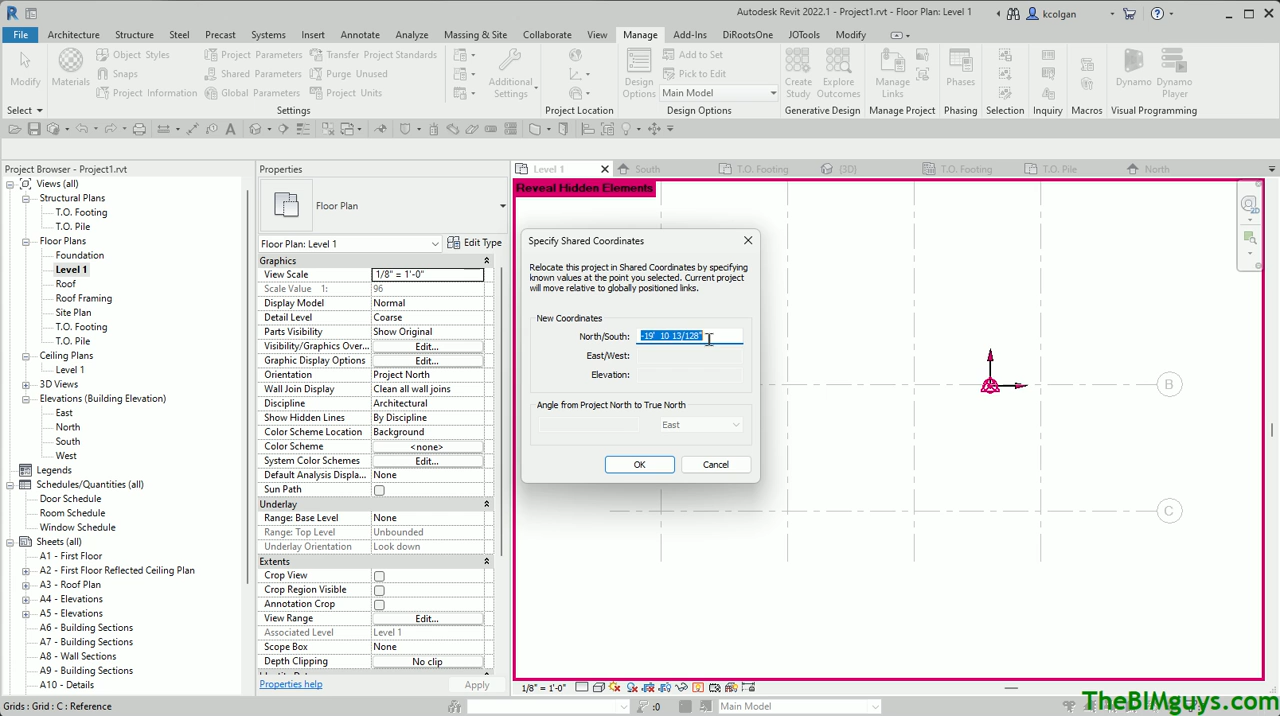 Autodesk Revit 2022.1 - Project1.rvt - Floor Plan: Level 1
kcolgan
File Architecture Structure Steel Precast Systems Insert Annotate Analyze Massing & Site Collaborate View Manage Add-Ins DiRootsOne JOTools Modify
Modify Materials Object Styles Project Parameters Transfer Project Standards
Snaps Shared Parameters Purge Unused
Project Information Global Parameters Project Units
Additional Settings
Design Options Add to Set
Pick to Edit
Main Model
Create Study Explore Outcomes Manage Links Phases Dynamo Dynamo Player
Select Settings Project Location Design Options Generative Design Manage Project Phasing Selection Inquiry Macros Visual Programming
Project Browser - Project1.rvt
Views (all)
Structural Plans
T.O. Footing
T.O. Pile
Floor Plans
Foundation
Level 1
Roof
Roof Framing
Site Plan
T.O. Footing
T.O. Pile
Ceiling Plans
Level 1
3D Views
Elevations (Building Elevation)
East
North
South
West
Legends
Schedules/Quantities (all)
Door Schedule
Room Schedule
Window Schedule
Sheets (all)
A1 - First Floor
A2 - First Floor Reflected Ceiling Plan
A3 - Roof Plan
A4 - Elevations
A5 - Elevations
A6 - Building Sections
A7 - Building Sections
A8 - Wall Sections
A9 - Building Sections
A10 - Details
Properties
Floor Plan
Floor Plan: Level 1 Edit Type
Graphics
View Scale 1/8" = 1'-0"
Scale Value 1: 96
Display Model Normal
Detail Level Coarse
Parts Visibility Show Original
Visibility/Graphics Over... Edit...
Graphic Display Options Edit...
Orientation Project North
Wall Join Display Clean all wall joins
Discipline Architectural
Show Hidden Lines By Discipline
Color Scheme Location Background
Color Scheme <none>
System Color Schemes Edit...
Default Analysis Displa... None
Sun Path
Underlay
Range: Base Level None
Range: Top Level Unbounded
Underlay Orientation Look down
Extents
Crop View
Crop Region Visible
Annotation Crop
View Range Edit...
Associated Level Level 1
Scope Box None
Depth Clipping No clip
Properties help Apply
Level 1 South T.O. Footing {3D} T.O. Footing T.O. Pile North
Reveal Hidden Elements
Specify Shared Coordinates
Relocate this project in Shared Coordinates by specifying
known values at the point you selected. Current project
will move relative to globally positioned links.
New Coordinates
North/South: -19' 10 13/128"
East/West:
Elevation:
Angle from Project North to True North
East
OK Cancel
B
C
2D
1/8" = 1'-0"
Grids : Grid : C : Reference :0 Main Model
TheBIMguys.com